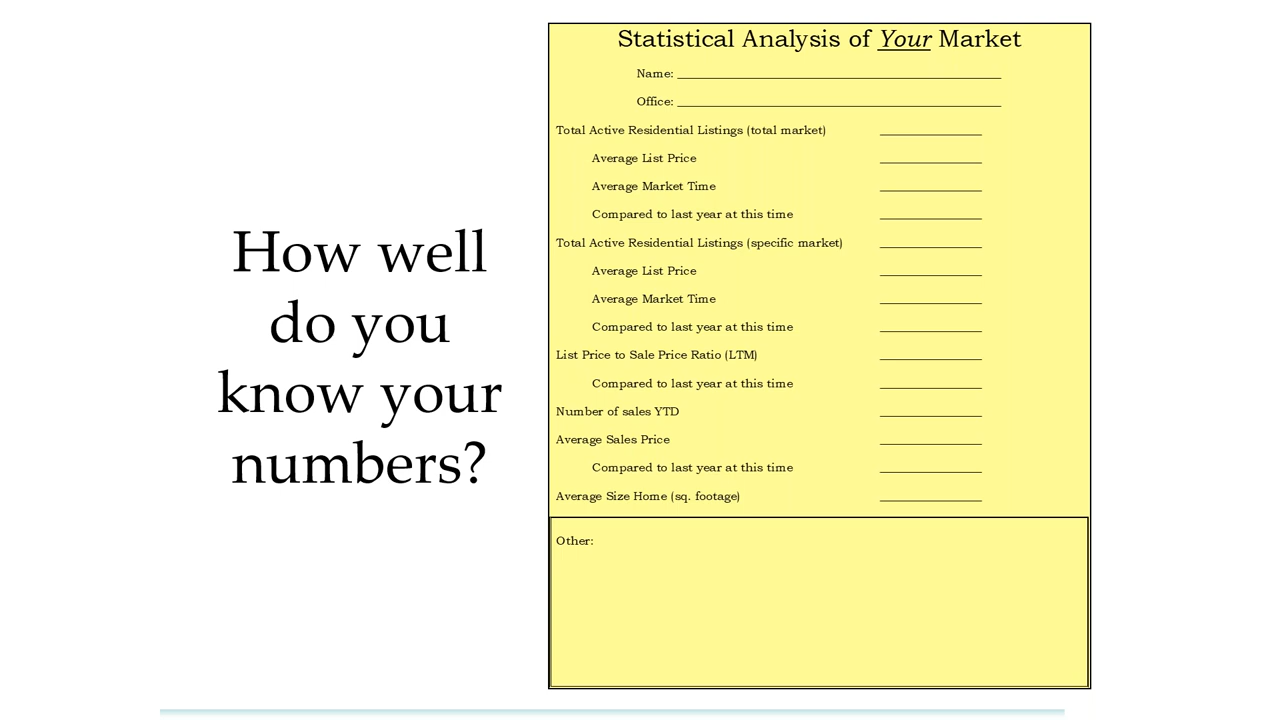 How well
do you
know your
numbers?
Statistical Analysis of Your Market
Name:
Office:
Total Active Residential Listings (total market)
Average List Price
Average Market Time
Compared to last year at this time
Total Active Residential Listings (specific market)
Average List Price
Average Market Time
Compared to last year at this time
List Price to Sale Price Ratio (LTM)
Compared to last year at this time
Number of sales YTD
Average Sales Price
Compared to last year at this time
Average Size Home (sq. footage)
Other: